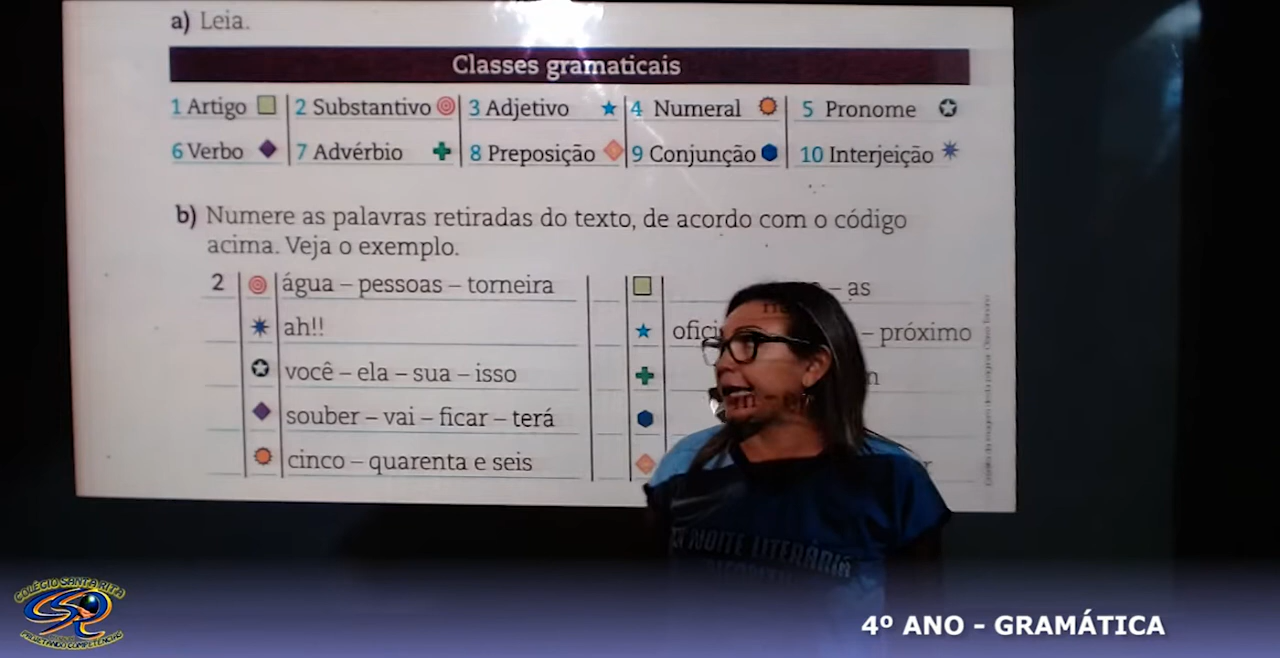 a) Leia.
Classes gramaticais
1 Artigo 2 Substantivo 3 Adjetivo 4 Numeral 5 Pronome
6 Verbo 7 Advérbio 8 Preposição 9 Conjunção 10 Interjeição
b) Numere as palavras retiradas do texto, de acordo com o código
acima. Veja o exemplo.
2 água – pessoas – torneira – as
ah!! – próximo
você – ela – sua – isso
souber – vai – ficar – terá
cinco – quarenta e seis
NOITE LITERÁRIA
COLÉGIO SANTA RITA
PROJETANDO COMPETÊNCIAS
4º ANO - GRAMÁTICA